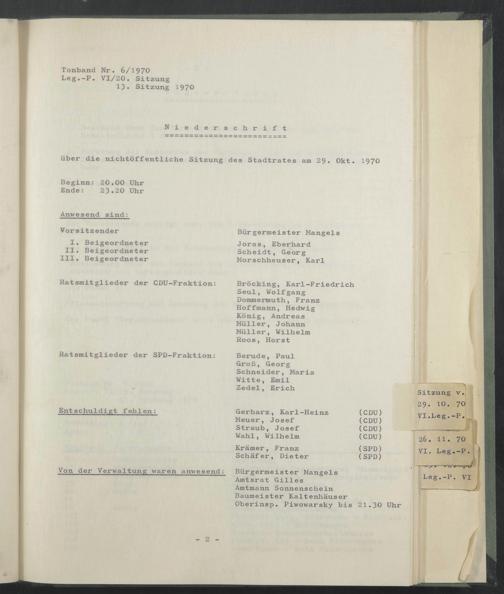 Tonband Nr. 6/1970
Leg.-P. VI/20. Sitzung
13. Sitzung 1970
Niederschrift
über die nichtöffentliche Sitzung des Stadtrates am 29. Okt. 1970
Beginn: 20.00 Uhr
Ende: 23.20 Uhr
Anwesend sind:
Vorsitzender Bürgermeister Mangels
I. Beigeordneter Joras, Eberhard
II. Beigeordneter Scheidt, Georg
III. Beigeordneter Morschheuser, Karl
Ratsmitglieder der CDU-Fraktion: Bröcking, Karl-Friedrich
Seul, Wolfgang
Dommermuth, Franz
Hoffmann, Hedwig
König, Andreas
Müller, Johann
Müller, Wilhelm
Roos, Horst
Ratsmitglieder der SPD-Fraktion: Berude, Paul
Groß, Georg
Schneider, Maria
Witte, Emil
Zedel, Erich
Entschuldigt fehlen: Gerharz, Karl-Heinz (CDU)
Heuer, Josef (CDU)
Straub, Josef (CDU)
Wahl, Wilhelm (CDU)
Krämer, Franz (SPD)
Schäfer, Dieter (SPD)
Von der Verwaltung waren anwesend: Bürgermeister Mangels
Amtsrat Gilles
Amtmann Sonnenschein
Baumeister Kaltenhäuser
Oberinsp. Piwowarsky bis 21.30 Uhr
- 2 -
Sitzung v.
29. 10. 70
VI.Leg.-P.
26. 11. 70
VI. Leg.-P.
Leg.-P. VI